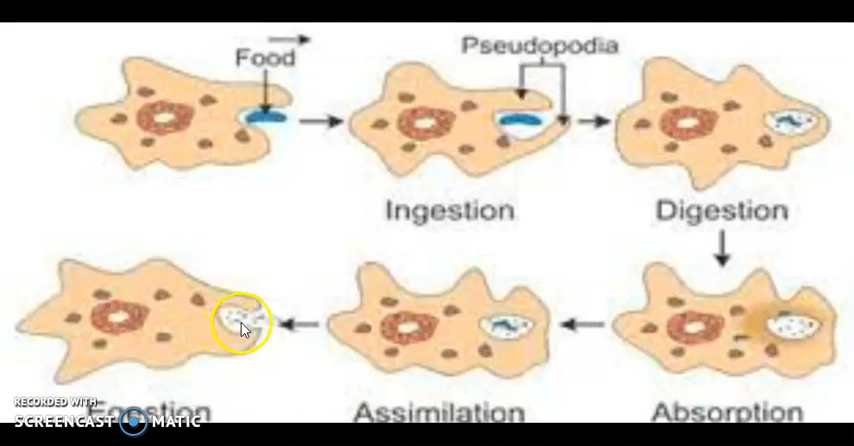 Food
Pseudopodia
Ingestion
Digestion
Assimilation
Absorption
RECORDED WITH
SCREENCAST MATIC